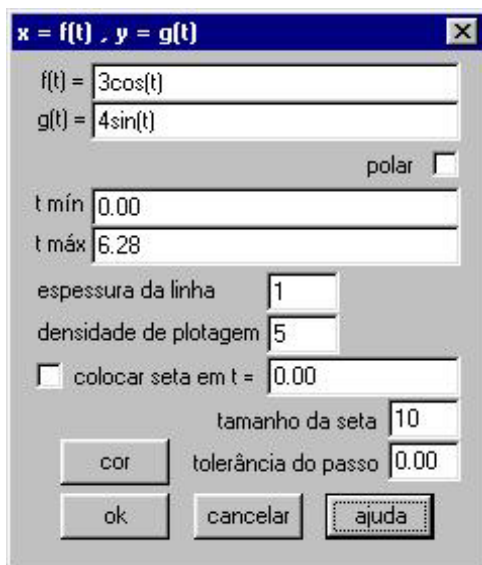 x = f(t) , y = g(t)
f(t) = 3cos(t)
g(t) = 4sin(t)
polar
t mín 0.00
t máx 6.28
espessura da linha 1
densidade de plotagem 5
colocar seta em t = 0.00
tamanho da seta 10
cor tolerância do passo 0.00
ok cancelar ajuda